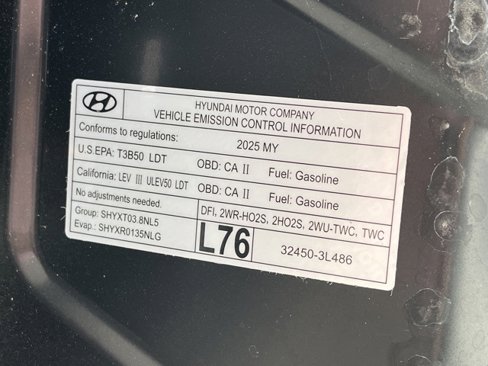 HYUNDAI MOTOR COMPANY
VEHICLE EMISSION CONTROL INFORMATION
Conforms to regulations: 2025 MY
U.S.EPA: T3B50 LDT OBD: CA II Fuel: Gasoline
California: LEV III ULEV50 LDT OBD: CA II Fuel: Gasoline
No adjustments needed.
Group: SHYXT03.8NL5 DFI, 2WR-HO2S, 2HO2S, 2WU-TWC, TWC
Evap.: SHYXR0135NLG L76 32450-3L486